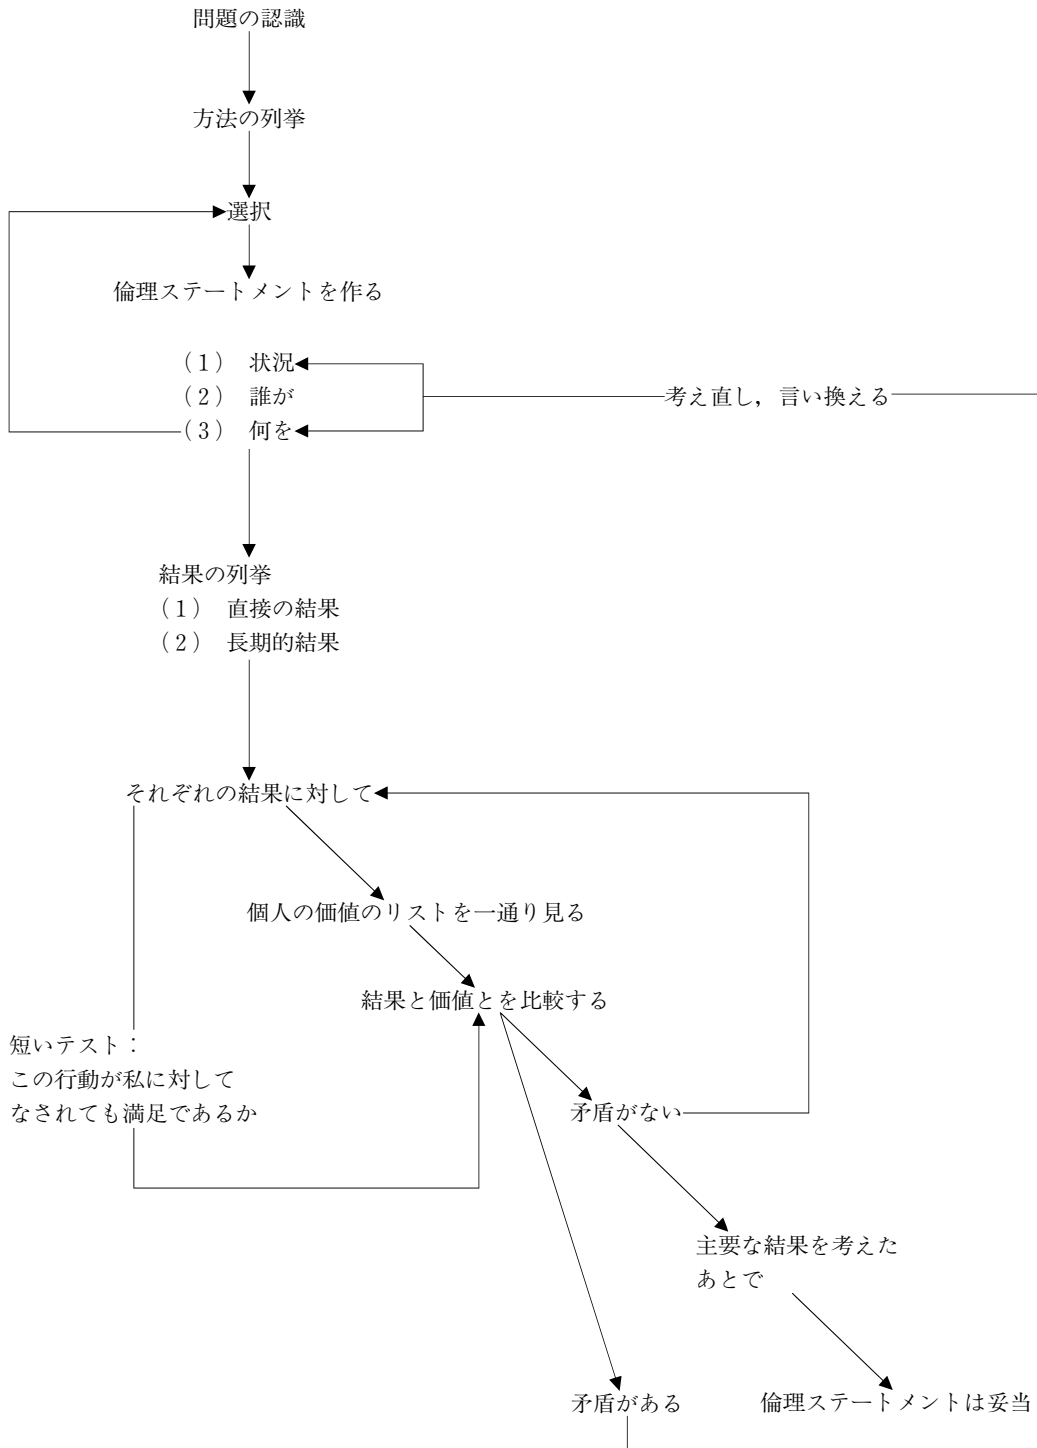 問題の認識
方法の列挙
選択
倫理ステートメントを作る
(1) 状況
(2) 誰が
(3) 何を
考え直し,言い換える
結果の列挙
(1) 直接の結果
(2) 長期的結果
それぞれの結果に対して
個人の価値のリストを一通り見る
結果と価値とを比較する
短いテスト:
この行動が私に対して
なされても満足であるか
矛盾がない
主要な結果を考えた
あとで
矛盾がある
倫理ステートメントは妥当